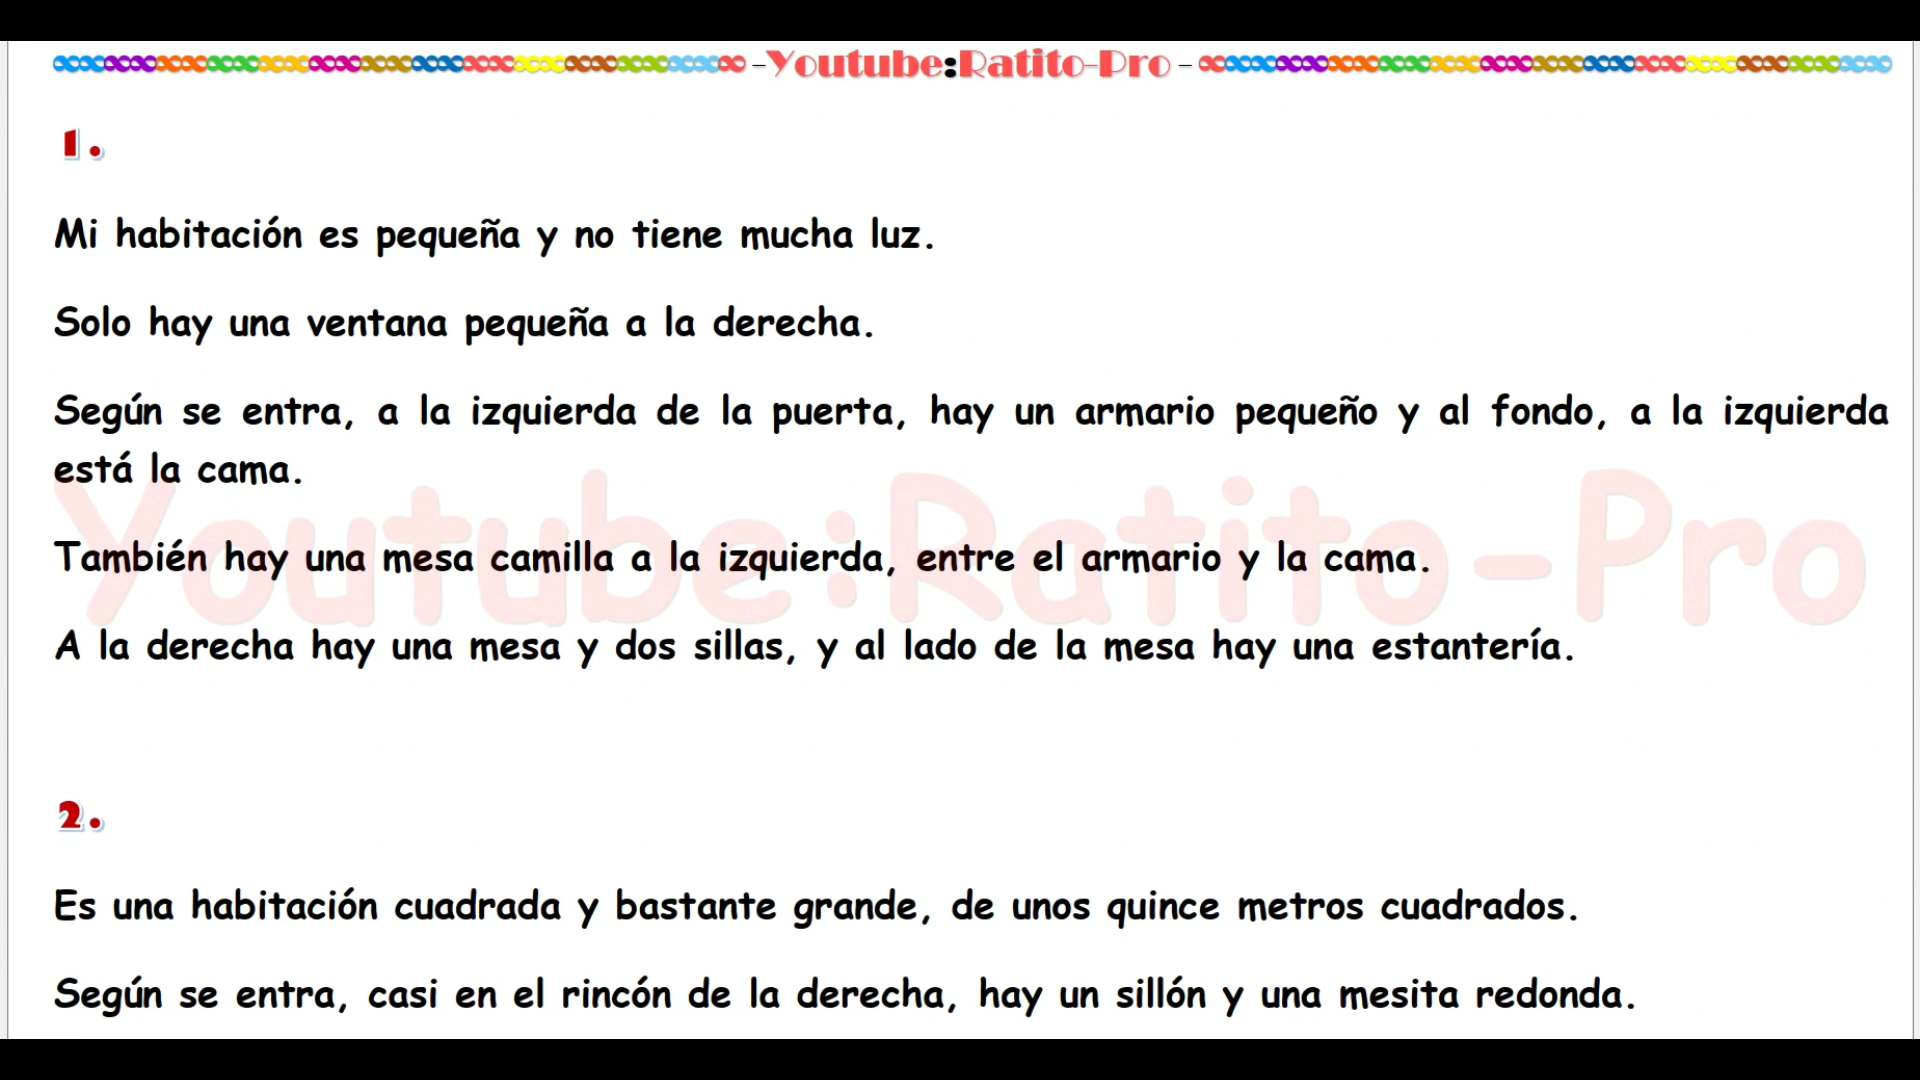 -Youtube:Ratito-Pro -
1.
Mi habitación es pequeña y no tiene mucha luz.
Solo hay una ventana pequeña a la derecha.
Según se entra, a la izquierda de la puerta, hay un armario pequeño y al fondo, a la izquierda
está la cama.
Youtube:Ratito-Pro
También hay una mesa camilla a la izquierda, entre el armario y la cama.
A la derecha hay una mesa y dos sillas, y al lado de la mesa hay una estantería.
2.
Es una habitación cuadrada y bastante grande, de unos quince metros cuadrados.
Según se entra, casi en el rincón de la derecha, hay un sillón y una mesita redonda.